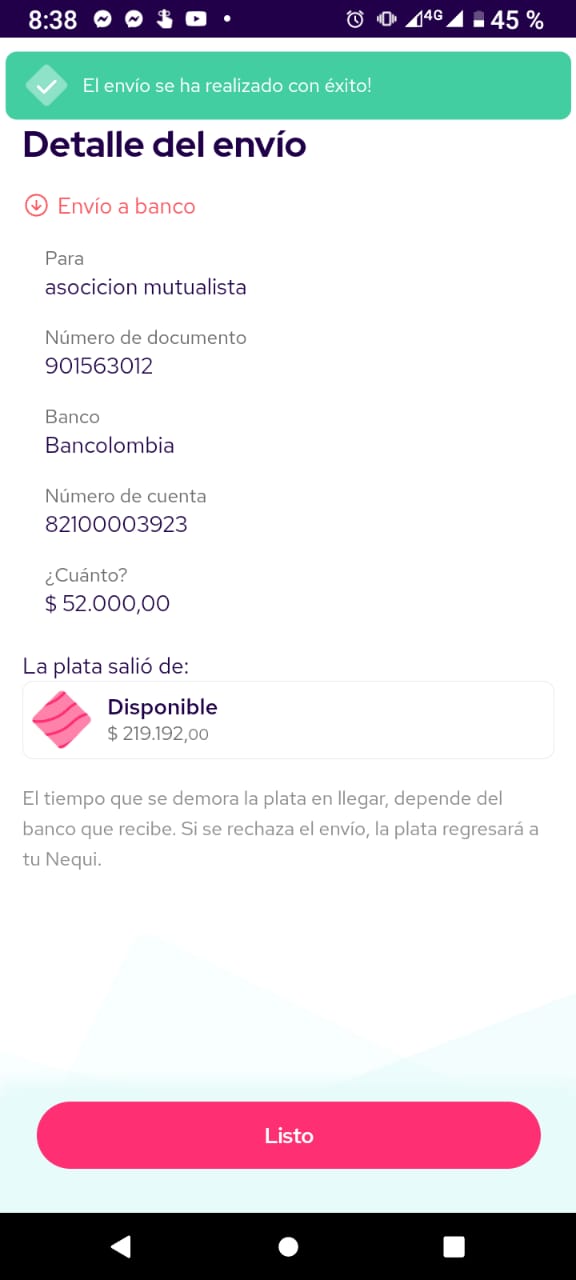 8:38
4G
45 %
El envío se ha realizado con éxito!
Detalle del envío
Envío a banco
Para
asocicion mutualista
Número de documento
901563012
Banco
Bancolombia
Número de cuenta
82100003923
¿Cuánto?
$ 52.000,00
La plata salió de:
Disponible
$ 219.192,00
El tiempo que se demora la plata en llegar, depende del
banco que recibe. Si se rechaza el envío, la plata regresará a
tu Nequi.
Listo